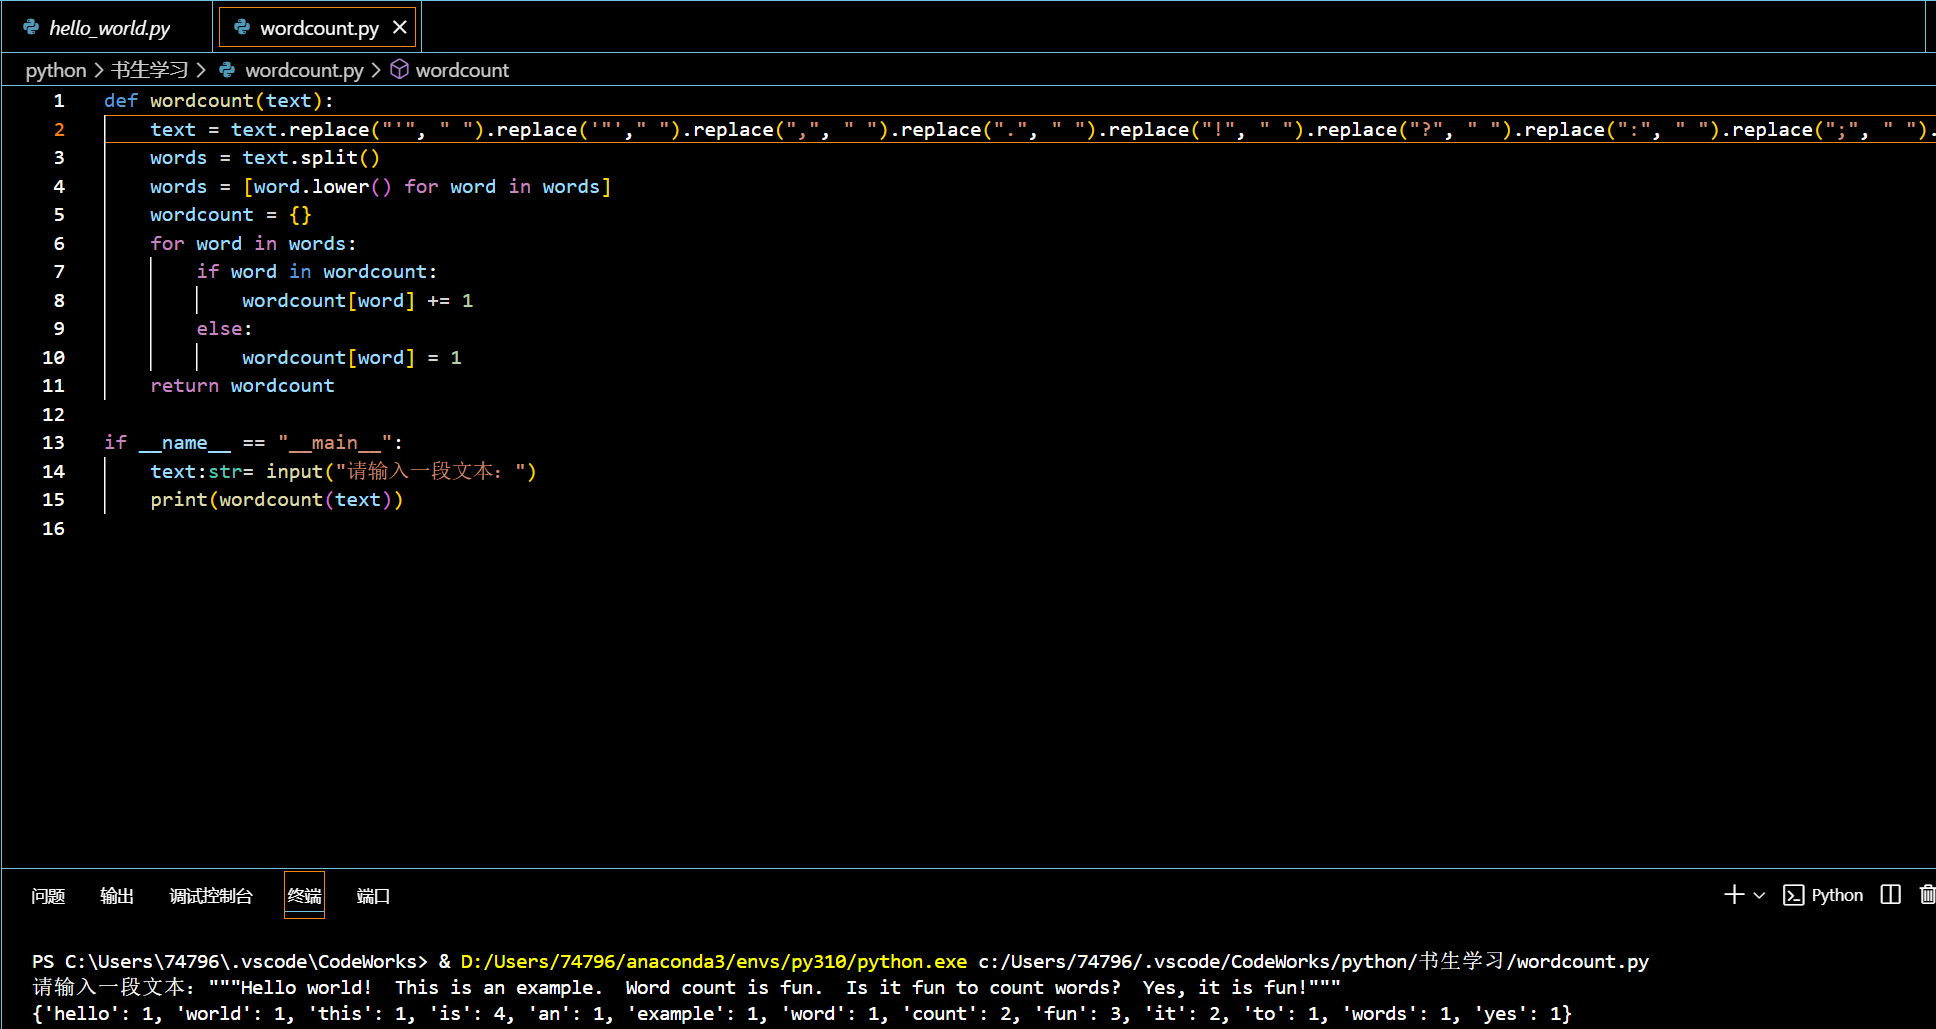 hello_world.py
wordcount.py
python > 书生学习 > wordcount.py > wordcount
1 def wordcount(text):
2     text = text.replace("'", " ").replace('"'," ").replace(",", " ").replace(".", " ").replace("!", " ").replace("?", " ").replace(":", " ").replace(";", " ").
3     words = text.split()
4     words = [word.lower() for word in words]
5     wordcount = {}
6     for word in words:
7         if word in wordcount:
8             wordcount[word] += 1
9         else:
10             wordcount[word] = 1
11     return wordcount
12
13 if __name__ == "__main__":
14     text:str= input("请输入一段文本：")
15     print(wordcount(text))
16
问题 输出 调试控制台 终端 端口
Python
PS C:\Users\74796\.vscode\CodeWorks> & D:/Users/74796/anaconda3/envs/py310/python.exe c:/Users/74796/.vscode/CodeWorks/python/书生学习/wordcount.py
请输入一段文本："""Hello world!  This is an example.  Word count is fun.  Is it fun to count words?  Yes, it is fun!"""
{'hello': 1, 'world': 1, 'this': 1, 'is': 4, 'an': 1, 'example': 1, 'word': 1, 'count': 2, 'fun': 3, 'it': 2, 'to': 1, 'words': 1, 'yes': 1}